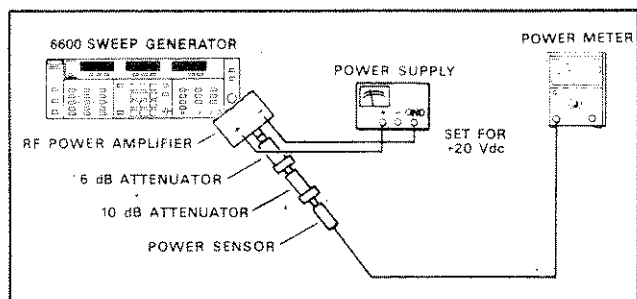 6600 SWEEP GENERATOR
POWER METER
POWER SUPPLY
GND
SET FOR
+20 Vdc
RF POWER AMPLIFIER
6 dB ATTENUATOR
10 dB ATTENUATOR
POWER SENSOR